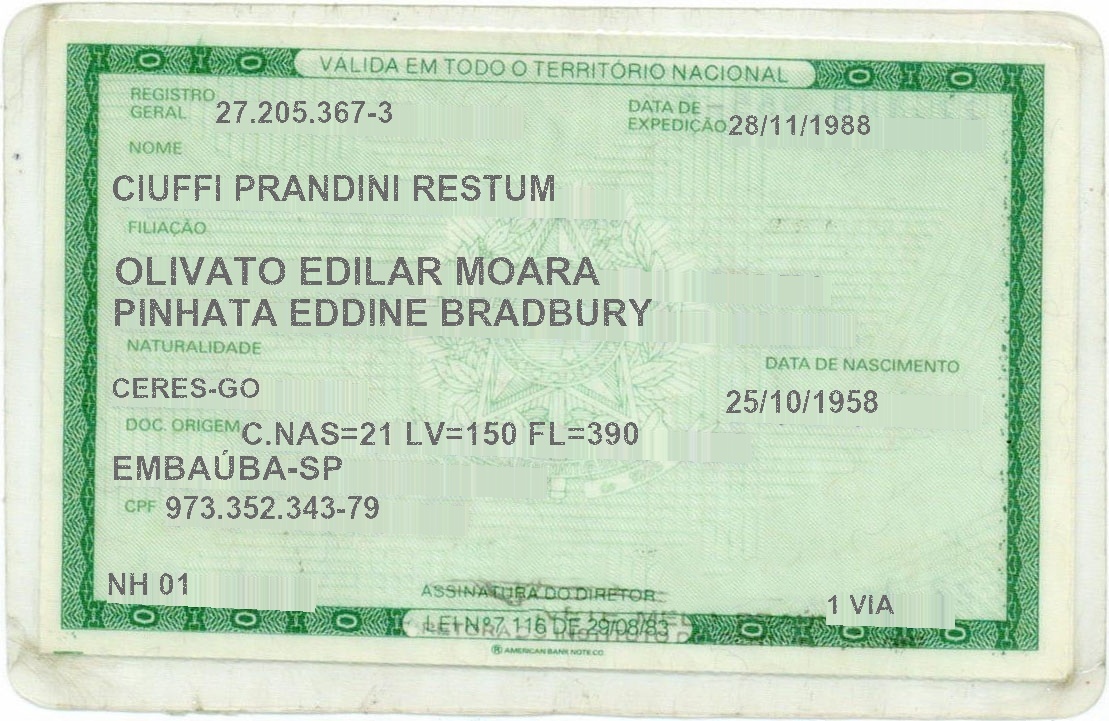 VALIDA EM TODO O TERRITÓRIO NACIONAL
REGISTRO GERAL 27.205.367-3
DATA DE EXPEDIÇÃO 28/11/1988
NOME
CIUFFI PRANDINI RESTUM
FILIAÇÃO
OLIVATO EDILAR MOARA
PINHATA EDDINE BRADBURY
NATURALIDADE
DATA DE NASCIMENTO
CERES-GO
25/10/1958
DOC. ORIGEM C.NAS=21 LV=150 FL=390
EMBAÚBA-SP
CPF 973.352.343-79
NH 01
ASSINATURA DO DIRETOR
1 VIA
LEI Nº 7.116 DE 29/08/83
AMERICAN BANK NOTE CO.